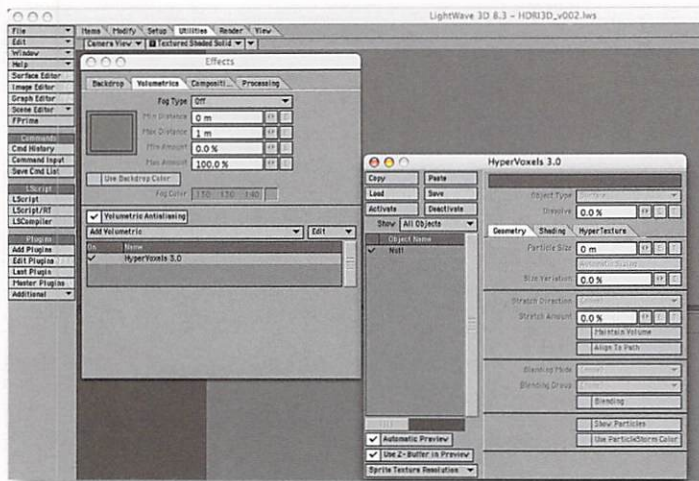 LightWave 3D 8.3 - HDRI3D_v002.lws
File
Edit
Window
Help
Surface Editor
Image Editor
Graph Editor
Scene Editor
FPrime
Commands
Cmd History
Command Input
Save Cmd List
LScript
LScript
LScript/RT
LSCompiler
Plugins
Add Plugins
Edit Plugins
Last Plugin
Master Plugins
Additional
Items Modify Setup Utilities Render View
Camera View Textured Shaded Solid
Effects
Backdrop Volumetrics Compositi... Processing
Fog Type Off
Min Distance 0 m
Max Distance 1 m
Min Amount 0.0 %
Max Amount 100.0 %
Use Backdrop Color
Fog Color 130 130 140
Volumetric Antialiasing
Add Volumetric Edit
On Name
HyperVoxels 3.0
HyperVoxels 3.0
Copy Paste
Load Save
Activate Deactivate
Show All Objects
Object Name
Null
Automatic Preview
Use Z-Buffer in Preview
Sprite Texture Resolution
Object Type Surface
Dissolve 0.0 %
Geometry Shading HyperTexture
Particle Size 0 m
Automatic Sizing
Size Variation 0.0 %
Stretch Direction
Stretch Amount 0.0 %
Maintain Volume
Align To Path
Blending Mode
Blending Group
Blending
Show Particles
Use ParticleStorm Color